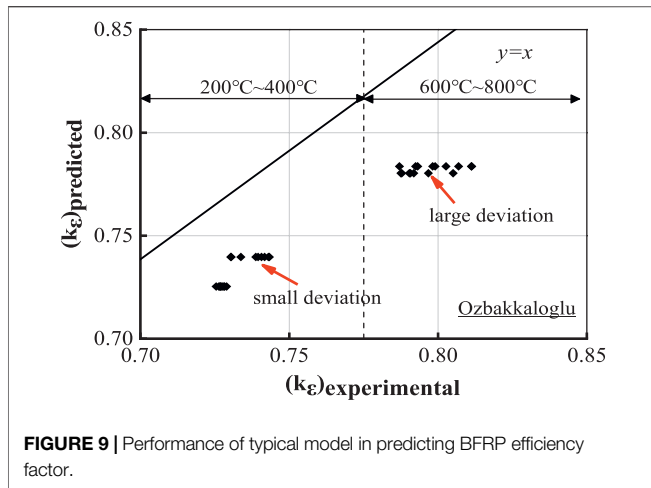 0.85
y=x
200°C~400°C
600°C~800°C
0.80
(kε)predicted
large deviation
0.75
small deviation
Ozbakkaloglu
0.70
0.70
0.75
0.80
0.85
(kε)experimental
FIGURE 9 | Performance of typical model in predicting BFRP efficiency
factor.